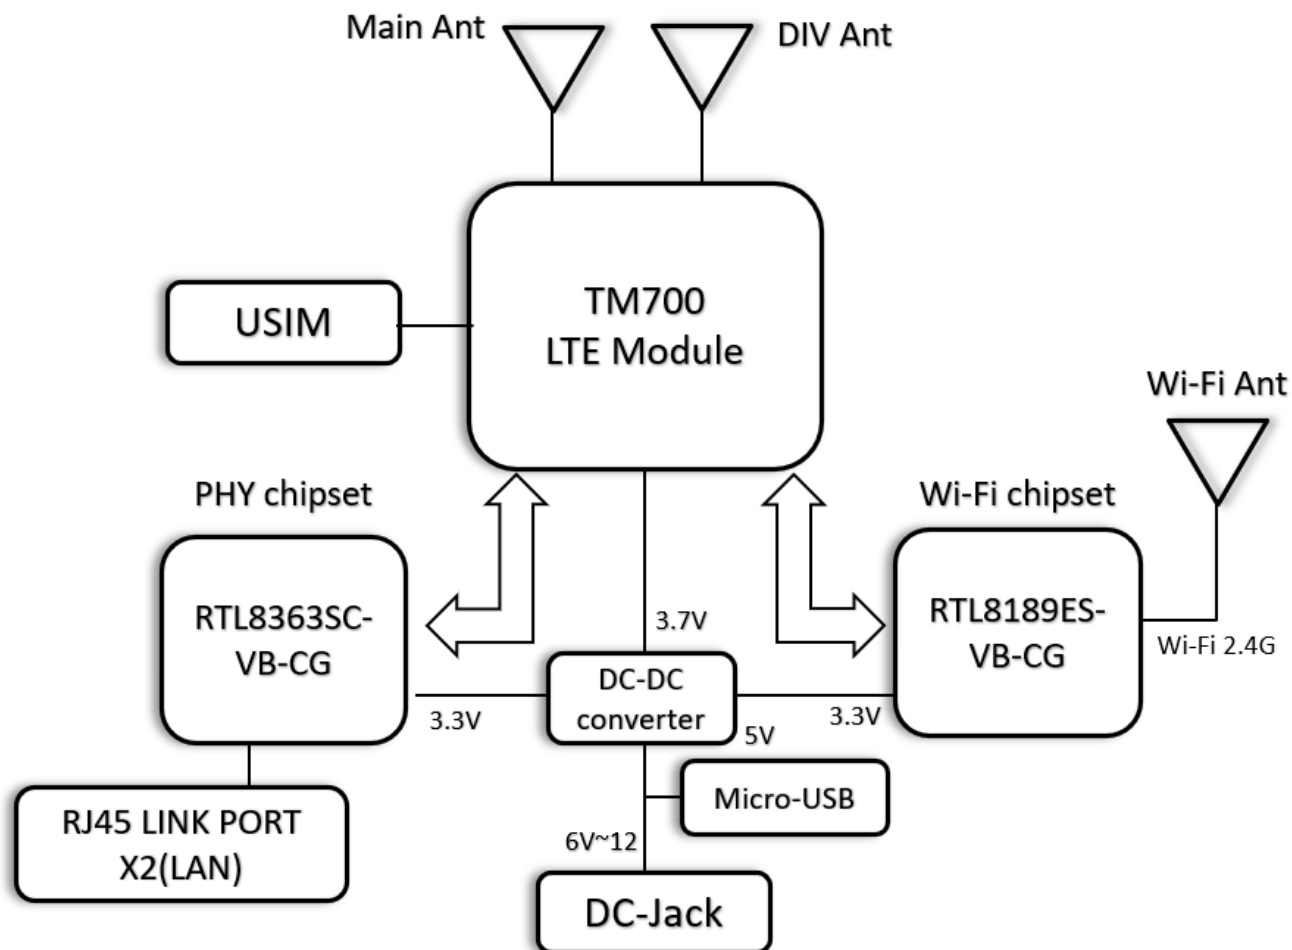 Main Ant
DIV Ant
TM700
LTE Module
USIM
Wi-Fi Ant
PHY chipset
Wi-Fi chipset
RTL8363SC-
VB-CG
RTL8189ES-
VB-CG
3.7V
Wi-Fi 2.4G
DC-DC
converter
3.3V
3.3V
5V
Micro-USB
RJ45 LINK PORT
X2(LAN)
6V~12
DC-Jack